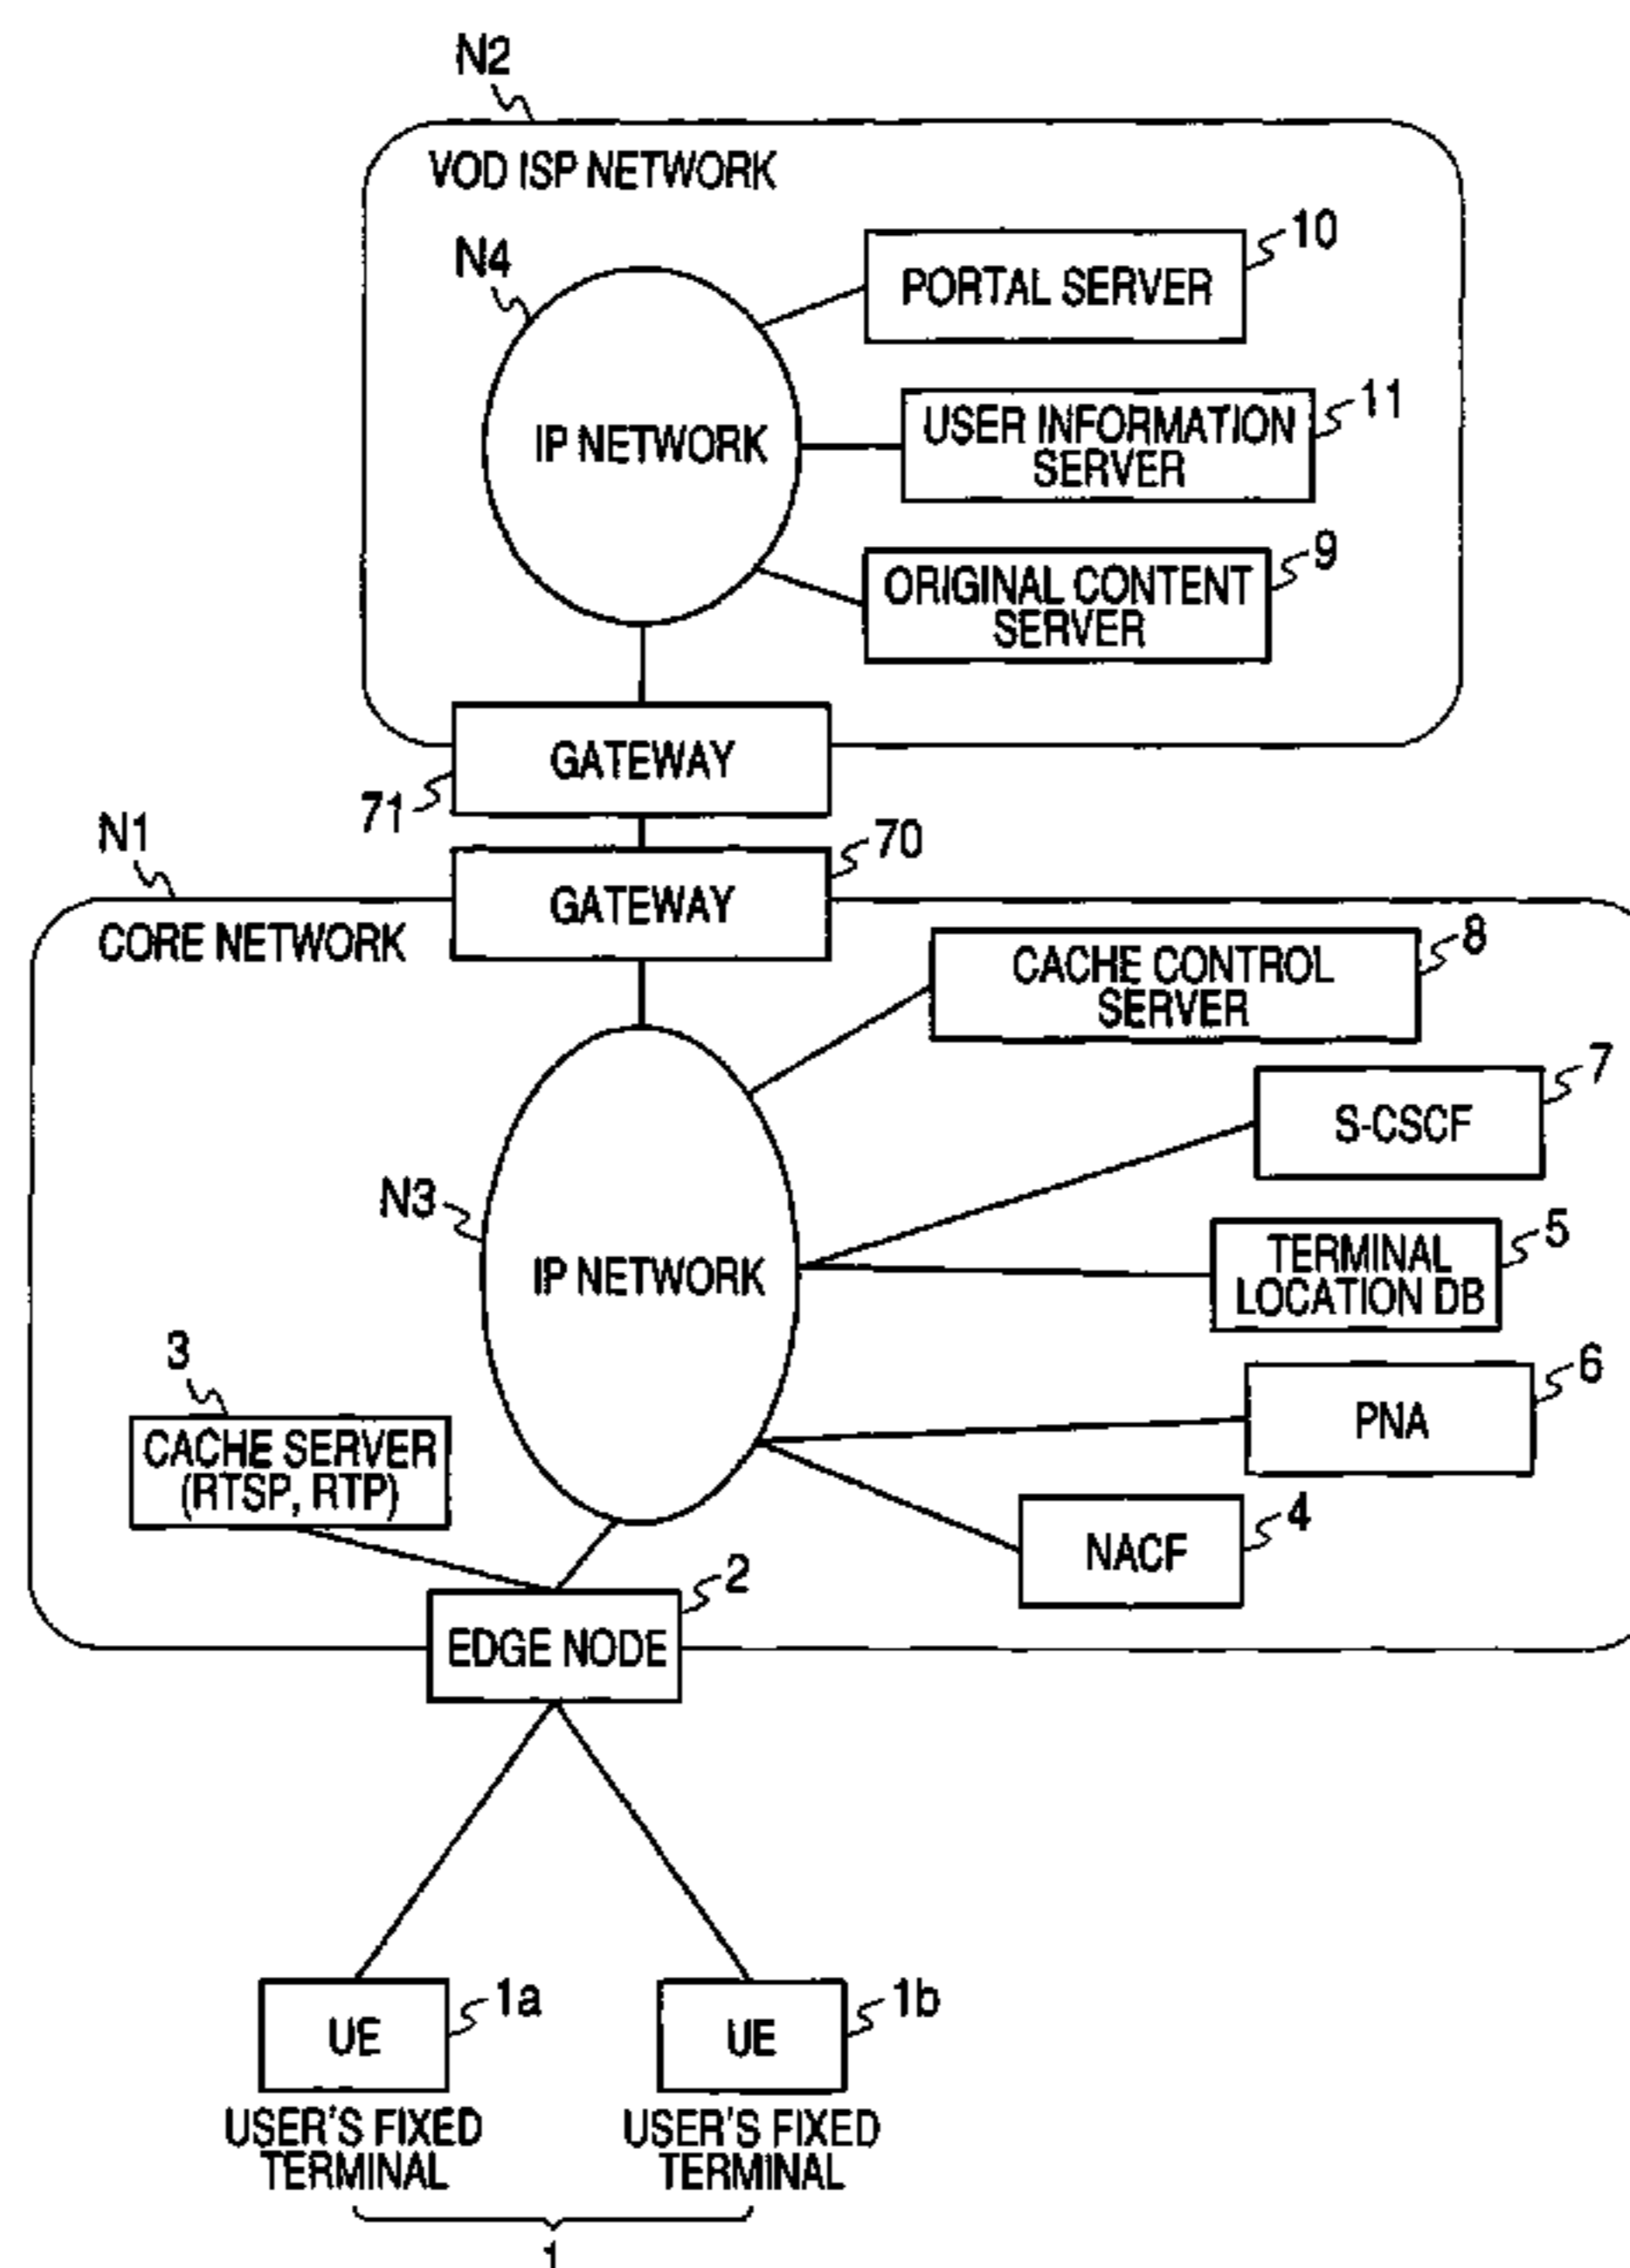 N2
VOD ISP NETWORK
N4
10
PORTAL SERVER
IP NETWORK
11
USER INFORMATION
SERVER
9
ORIGINAL CONTENT
SERVER
GATEWAY
71
N1
70
GATEWAY
CORE NETWORK
8
CACHE CONTROL
SERVER
7
S-CSCF
N3
IP NETWORK
5
TERMINAL
LOCATION DB
3
CACHE SERVER
(RTSP, RTP)
6
PNA
4
NACF
2
EDGE NODE
1a
UE
USER'S FIXED
TERMINAL
1b
UE
USER'S FIXED
TERMINAL
1